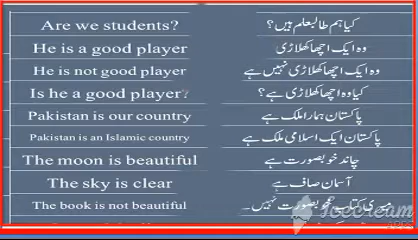 Are we students? کیا ہم طالبعلم ہیں؟
He is a good player وہ ایک اچھا کھلاڑی ہے
He is not good player وہ ایک اچھا کھلاڑی نہیں ہے
Is he a good player? کیا وہ اچھا کھلاڑی ہے؟
Pakistan is our country پاکستان ہمارا ملک ہے
Pakistan is an Islamic country پاکستان ایک اسلامی ملک ہے
The moon is beautiful چاند خوبصورت ہے
The sky is clear آسمان صاف ہے
The book is not beautiful کتاب خوبصورت نہیں
Icecream
APPS